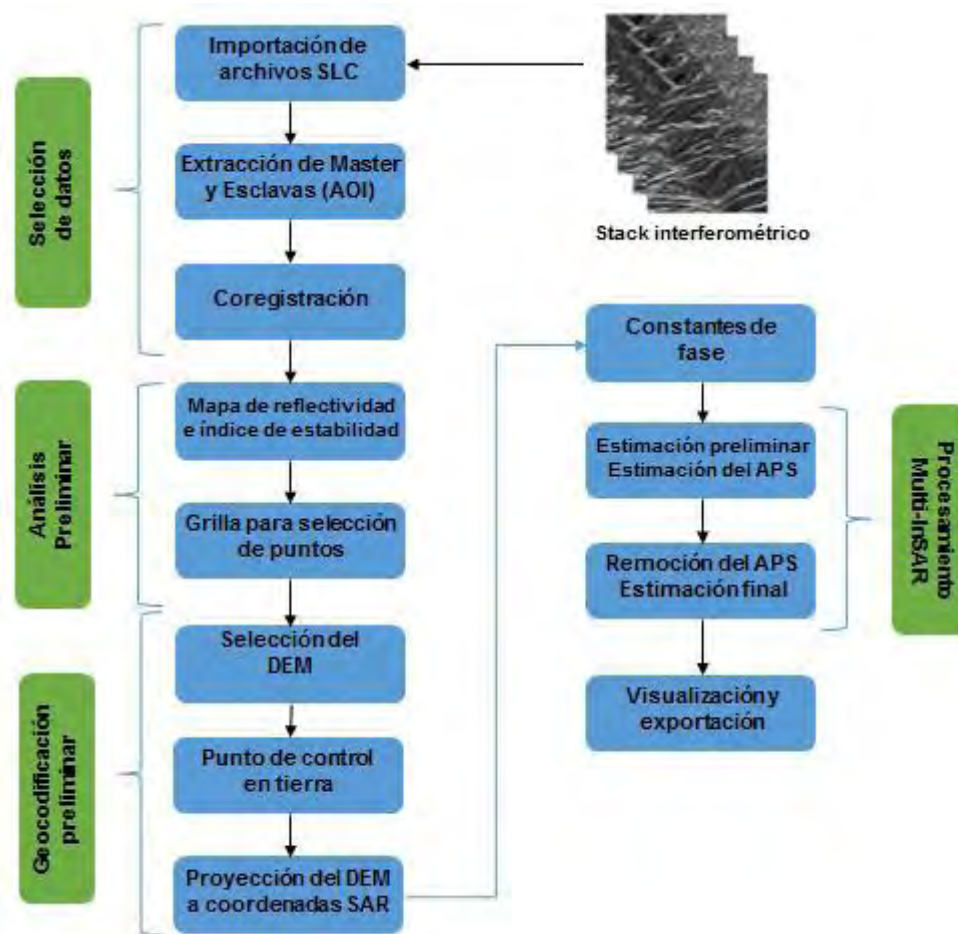 Selección
de datos
Importación de
archivos SLC
Extracción de Master
y Esclavas (AOI)
Coregistración
Stack interferométrico
Análisis
Preliminar
Mapa de reflectividad
e índice de estabilidad
Grilla para selección
de puntos
Geocodificación
preliminar
Selección del
DEM
Punto de control
en tierra
Proyección del DEM
a coordenadas SAR
Constantes de
fase
Estimación preliminar
Estimación del APS
Remoción del APS
Estimación final
Procesamiento
Multi-InSAR
Visualización y
exportación